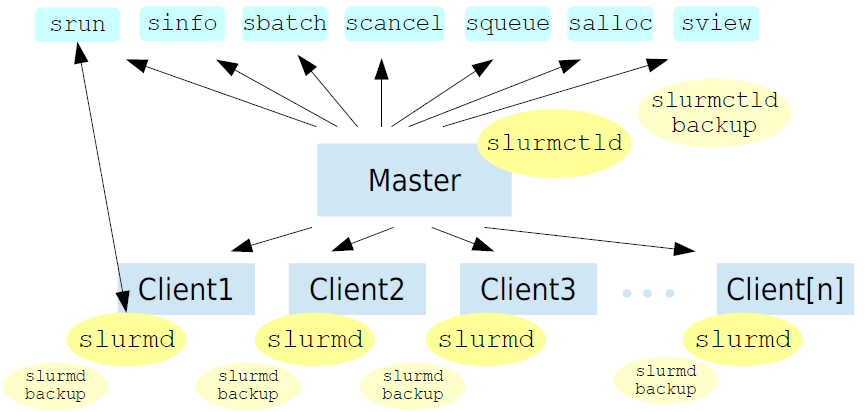 srun sinfo sbatch scancel squeue salloc sview
slurmctld
backup
slurmctld
Master
Client1 Client2 Client3 Client[n]
slurmd slurmd slurmd slurmd
slurmd slurmd slurmd slurmd
backup backup backup backup